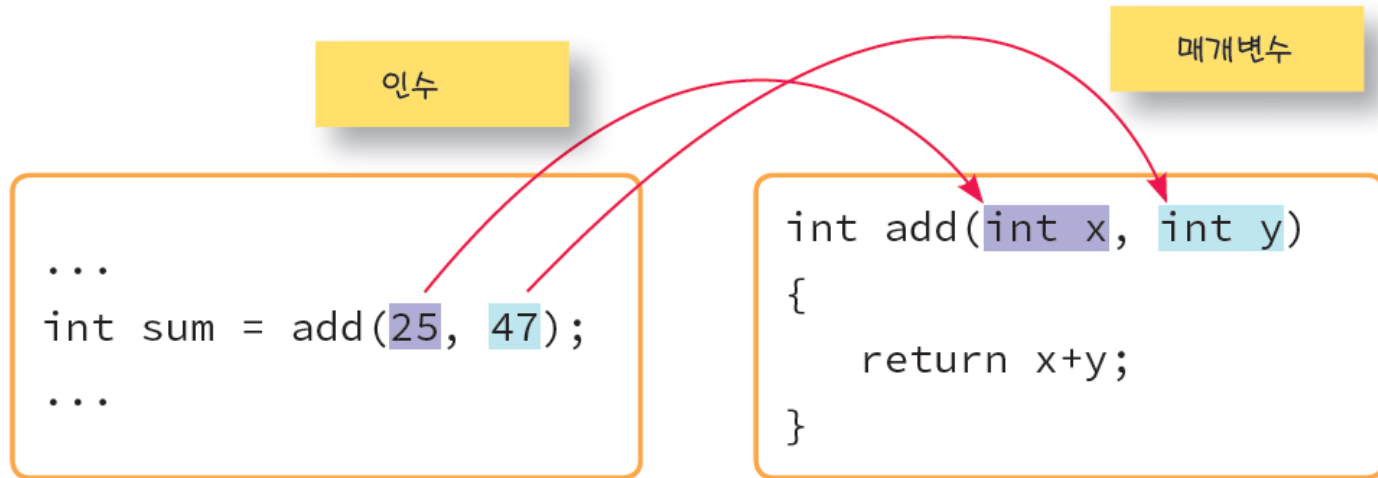 인수
매개변수
...
int sum = add(25, 47);
...
int add(int x, int y)
{
return x+y;
}